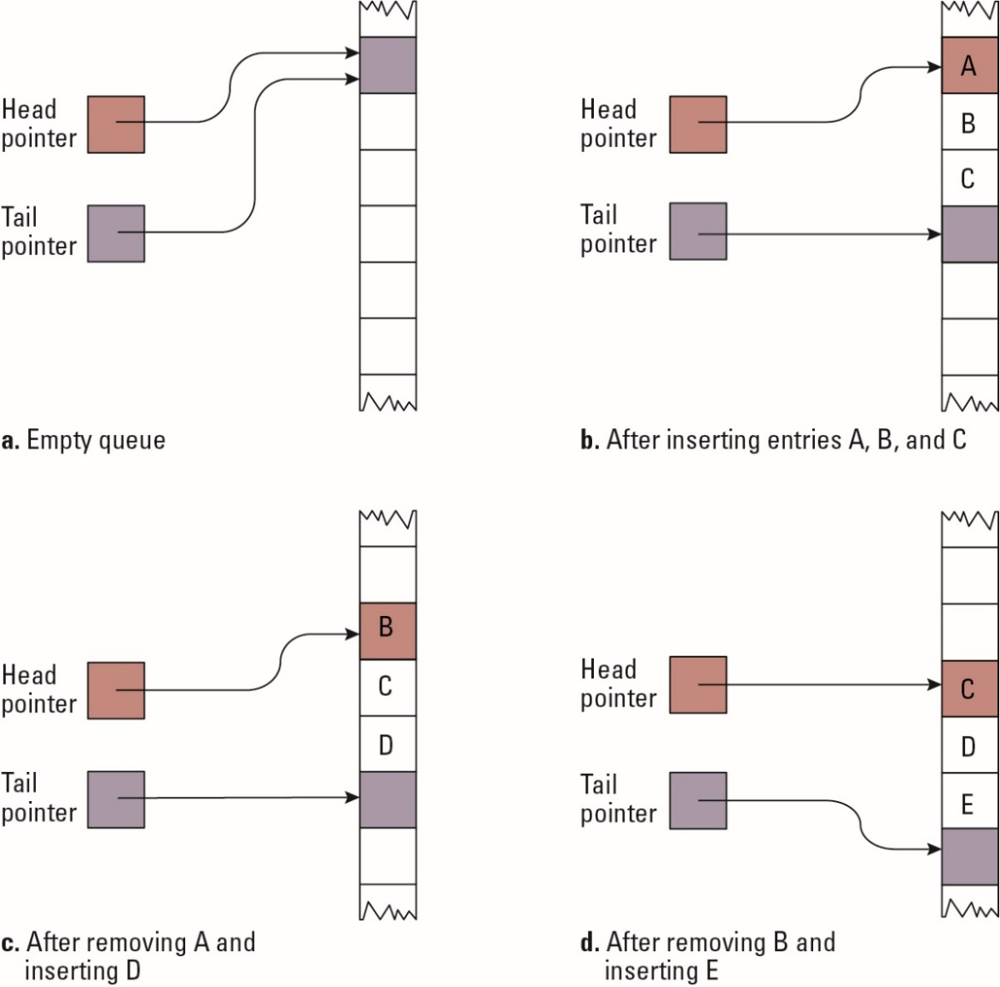 Head
pointer
Tail
pointer
a. Empty queue
Head
pointer
Tail
pointer
A
B
C
b. After inserting entries A, B, and C
Head
pointer
Tail
pointer
B
C
D
c. After removing A and
inserting D
Head
pointer
Tail
pointer
C
D
E
d. After removing B and
inserting E